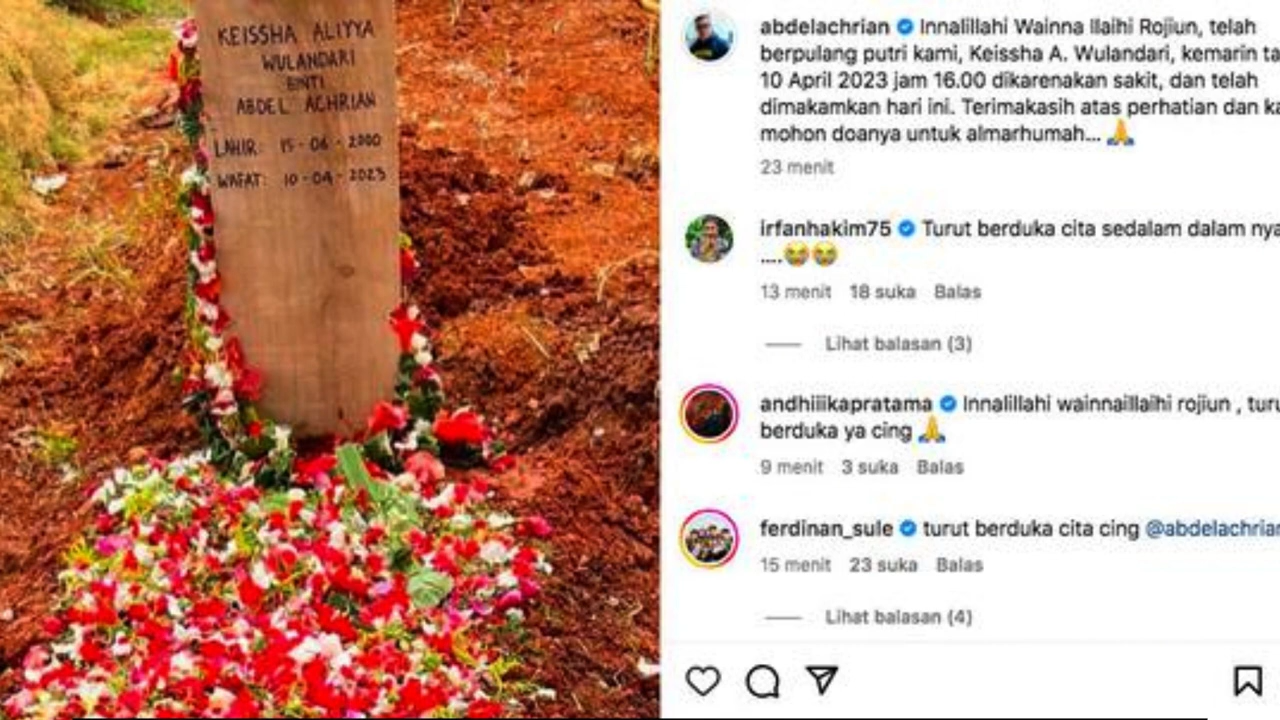 KEISSHA ALIYYA
WULANDARI
BINTI
ABDEL ACHRIAN
LAHIR: 15-06-2000
WAFAT: 10-04-2023
abdelachrian Innalillahi Wainna Ilaihi Rojiun, telah
berpulang putri kami, Keissha A. Wulandari, kemarin
10 April 2023 jam 16.00 dikarenakan sakit, dan telah
dimakamkan hari ini. Terimakasih atas perhatian dan
mohon doanya untuk almarhumah... 🙏
23 menit
irfanhakim75 Turut berduka cita sedalam dalam nya
....😭😭
13 menit 18 suka Balas
Lihat balasan (3)
andhiiikapratama Innalillahi wainnaillaihi rojiun ,
berduka ya cing 🙏
9 menit 3 suka Balas
ferdinan_sule turut berduka cita cing @abdelachrian
15 menit 23 suka Balas
Lihat balasan (4)